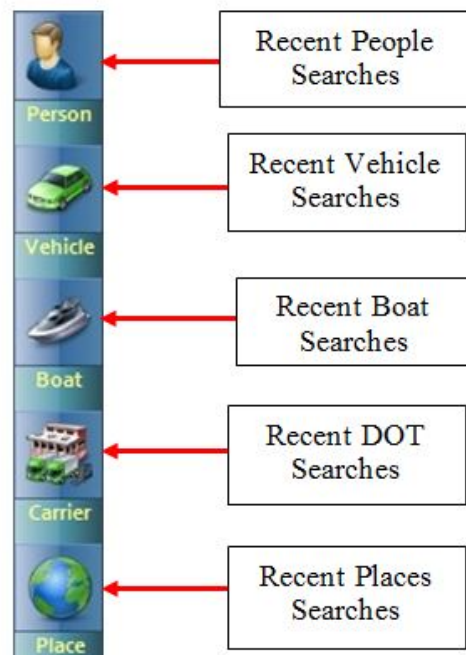 Recent People
Searches
Person
Recent Vehicle
Searches
Vehicle
Recent Boat
Searches
Boat
Recent DOT
Searches
Carrier
Recent Places
Searches
Place